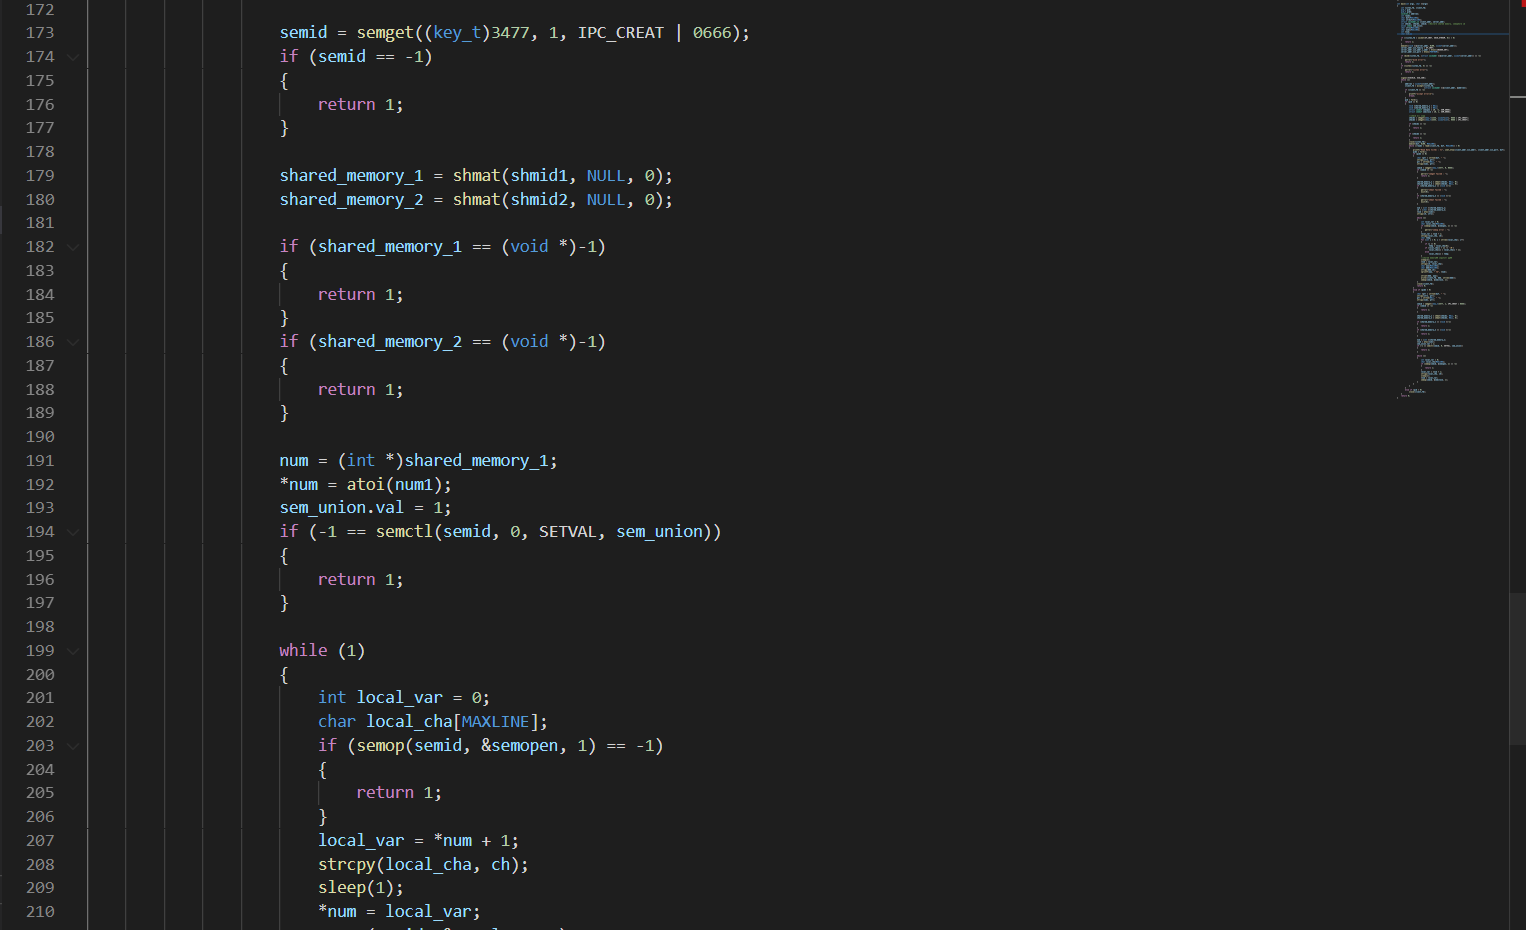 172
173 semid = semget((key_t)3477, 1, IPC_CREAT | 0666);
174 if (semid == -1)
175 {
176 return 1;
177 }
178
179 shared_memory_1 = shmat(shmid1, NULL, 0);
180 shared_memory_2 = shmat(shmid2, NULL, 0);
181
182 if (shared_memory_1 == (void *)-1)
183 {
184 return 1;
185 }
186 if (shared_memory_2 == (void *)-1)
187 {
188 return 1;
189 }
190
191 num = (int *)shared_memory_1;
192 *num = atoi(num1);
193 sem_union.val = 1;
194 if (-1 == semctl(semid, 0, SETVAL, sem_union))
195 {
196 return 1;
197 }
198
199 while (1)
200 {
201 int local_var = 0;
202 char local_cha[MAXLINE];
203 if (semop(semid, &semopen, 1) == -1)
204 {
205 return 1;
206 }
207 local_var = *num + 1;
208 strcpy(local_cha, ch);
209 sleep(1);
210 *num = local_var;